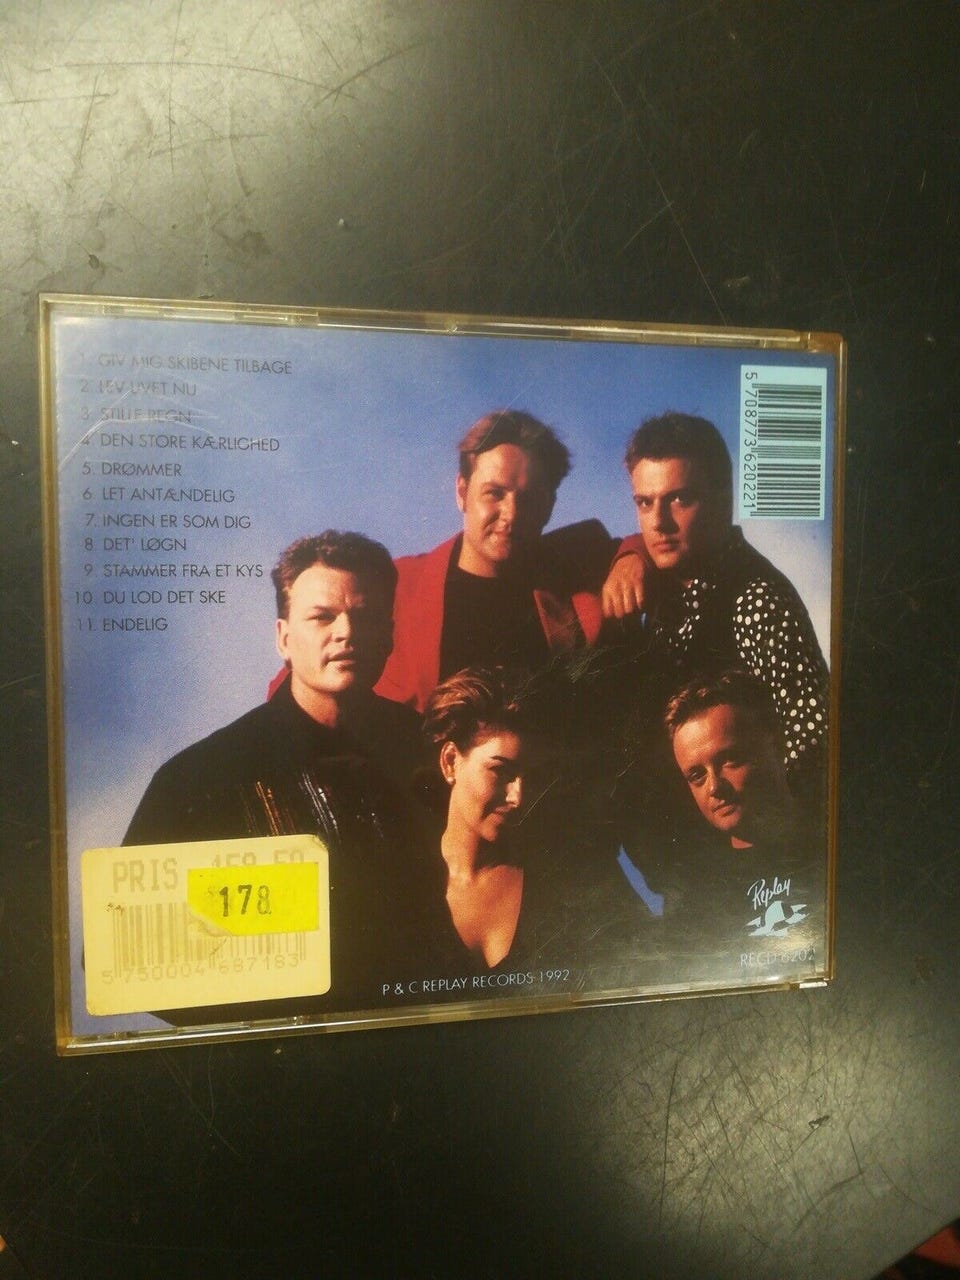 1. GIV MIG SKIBENE TILBAGE
2. LEV LIVET NU
3. STILLE REGN
4. DEN STORE KÆRLIGHED
5. DRØMMER
6. LET ANTÆNDELIG
7. INGEN ER SOM DIG
8. DET' LØGN
9. STAMMER FRA ET KYS
10. DU LOD DET SKE
11. ENDELIG
5 708773 620221
PRIS
178
5 750004 687183
Replay
RECD 6202
P & C REPLAY RECORDS 1992